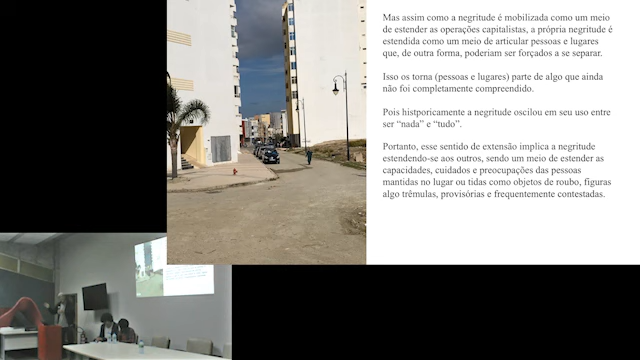 Mas assim como a negritude é mobilizada como um meio
de estender as operações capitalistas, a própria negritude é
estendida como um meio de articular pessoas e lugares
que, de outra forma, poderiam ser forçados a se separar.
Isso os torna (pessoas e lugares) parte de algo que ainda
não foi completamente compreendido.
Pois histporicamente a negritude oscilou em seu uso entre
ser “nada” e “tudo”.
Portanto, esse sentido de extensão implica a negritude
estendendo-se aos outros, sendo um meio de estender as
capacidades, cuidados e preocupações das pessoas
mantidas no lugar ou tidas como objetos de roubo, figuras
algo trêmulas, provisórias e frequentemente contestadas.